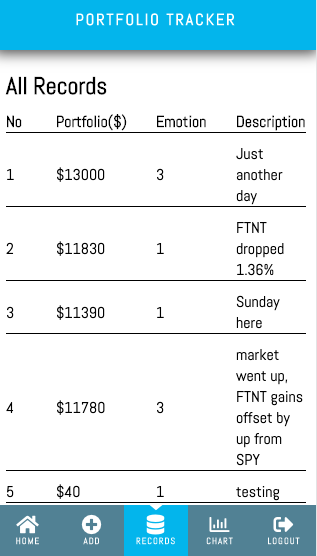 PORTFOLIO TRACKER
All Records
No Portfolio($) Emotion Description
Just
another
1 $13000 3 day
FTNT
dropped
2 $11830 1 1.36%
Sunday
3 $11390 1 here
market
went up,
FTNT gains
4 $11780 3 offset by
up from
SPY
5 $40 1 testing
HOME ADD RECORDS CHART LOGOUT